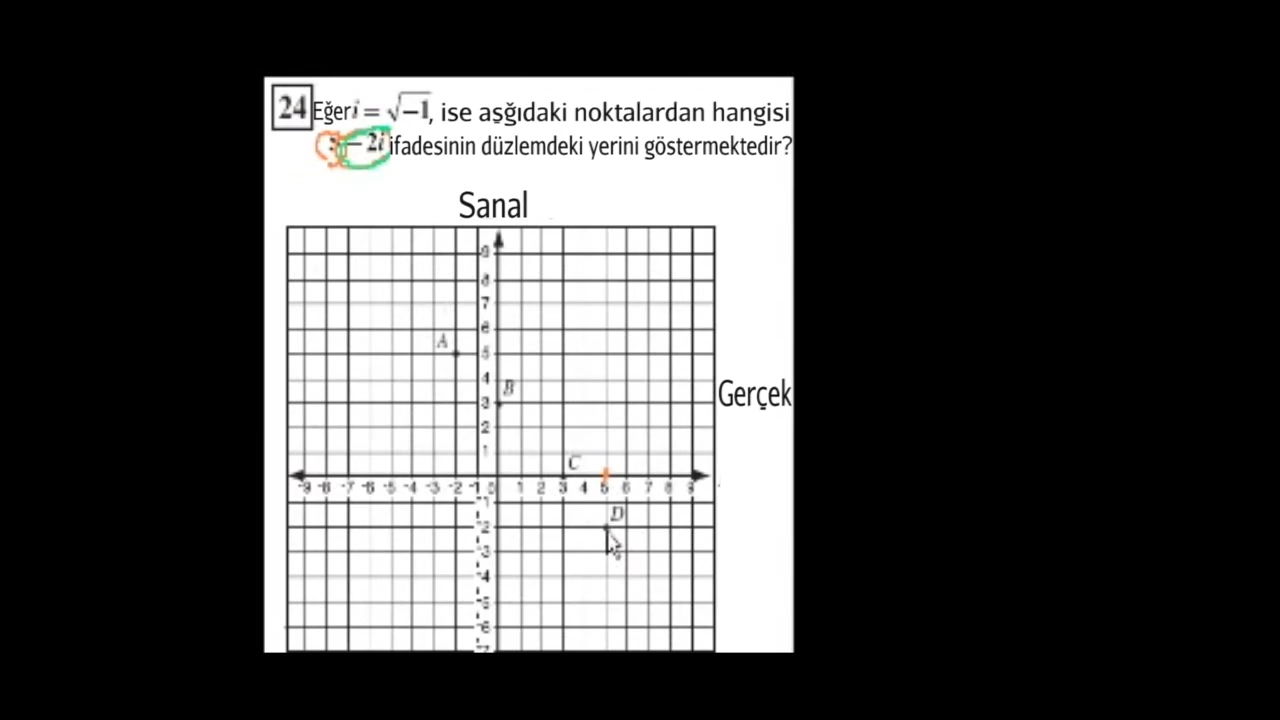 24 Eğer i = √−1, ise aşğıdaki noktalardan hangisi
− 2i ifadesinin düzlemdeki yerini göstermektedir?
Sanal
9
8
7
6
A
5
4
B
3
Gerçek
2
1
C
-9 -8 -7 -6 -5 -4 -3 -2 -1 0 1 2 3 4 5 6 7 8 9
-1
D
-2
-3
-4
-5
-6
-7